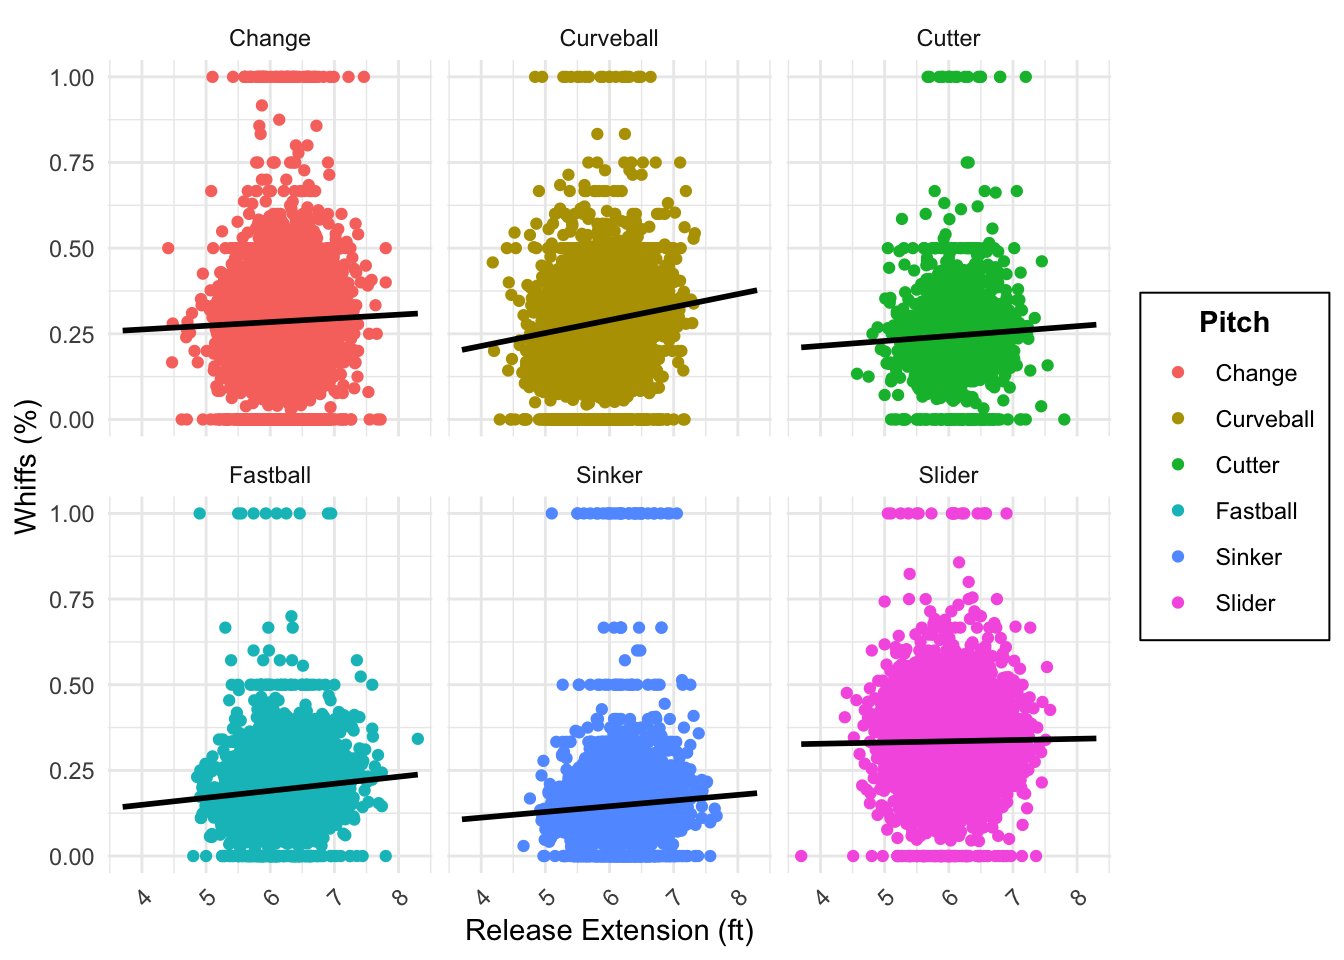 Change
Curveball
Cutter
1.00
0.75
0.50
0.25
0.00
Whiffs (%)
Fastball
Sinker
Slider
1.00
0.75
0.50
0.25
0.00
4 5 6 7 8
4 5 6 7 8
4 5 6 7 8
Release Extension (ft)
Pitch
Change
Curveball
Cutter
Fastball
Sinker
Slider